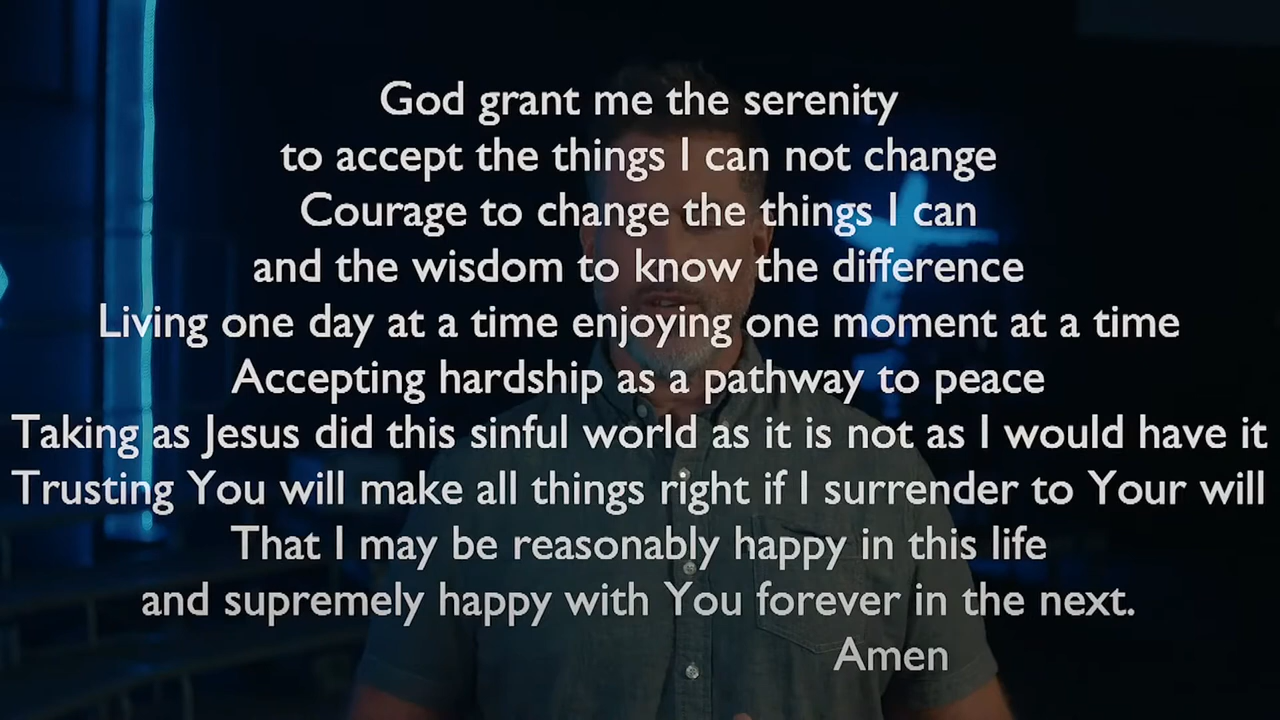 God grant me the serenity
to accept the things I can not change
Courage to change the things I can
and the wisdom to know the difference
Living one day at a time enjoying one moment at a time
Accepting hardship as a pathway to peace
Taking as Jesus did this sinful world as it is not as I would have it
Trusting You will make all things right if I surrender to Your will
That I may be reasonably happy in this life
and supremely happy with You forever in the next.
Amen